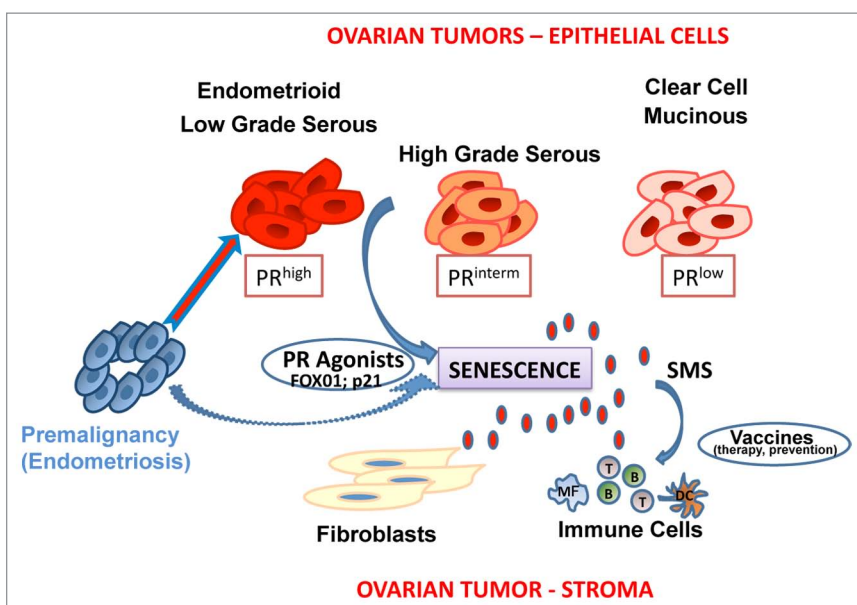 OVARIAN TUMORS – EPITHELIAL CELLS
Endometrioid
Low Grade Serous
High Grade Serous
Clear Cell
Mucinous
PRhigh
PRinterm
PRlow
PR Agonists
FOX01; p21
SENESCENCE
SMS
Premalignancy
(Endometriosis)
Vaccines
(therapy, prevention)
Fibroblasts
MF
T
B
B
T
DC
Immune Cells
OVARIAN TUMOR - STROMA